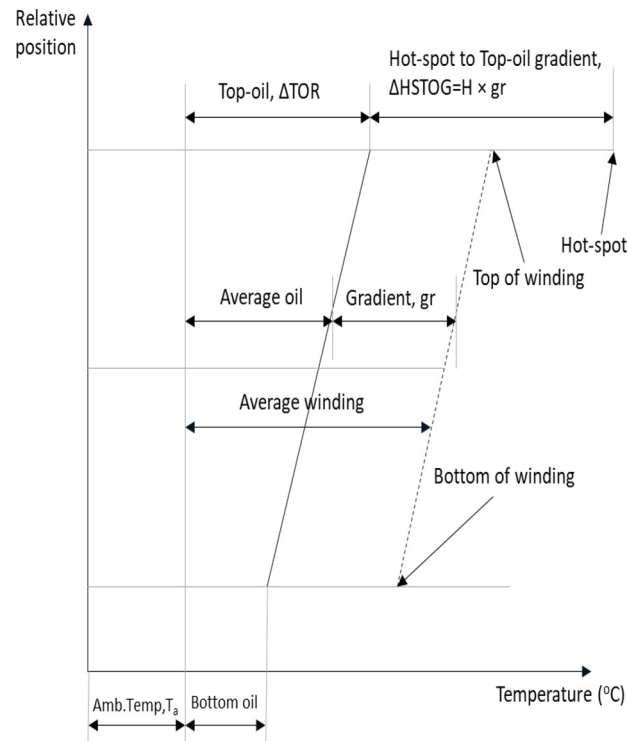 Relative
position
Top-oil, ΔTOR
Hot-spot to Top-oil gradient,
ΔHSTOG=H × gr
Hot-spot
Top of winding
Average oil
Gradient, gr
Average winding
Bottom of winding
Temperature (°C)
Amb.Temp,Tₐ
Bottom oil